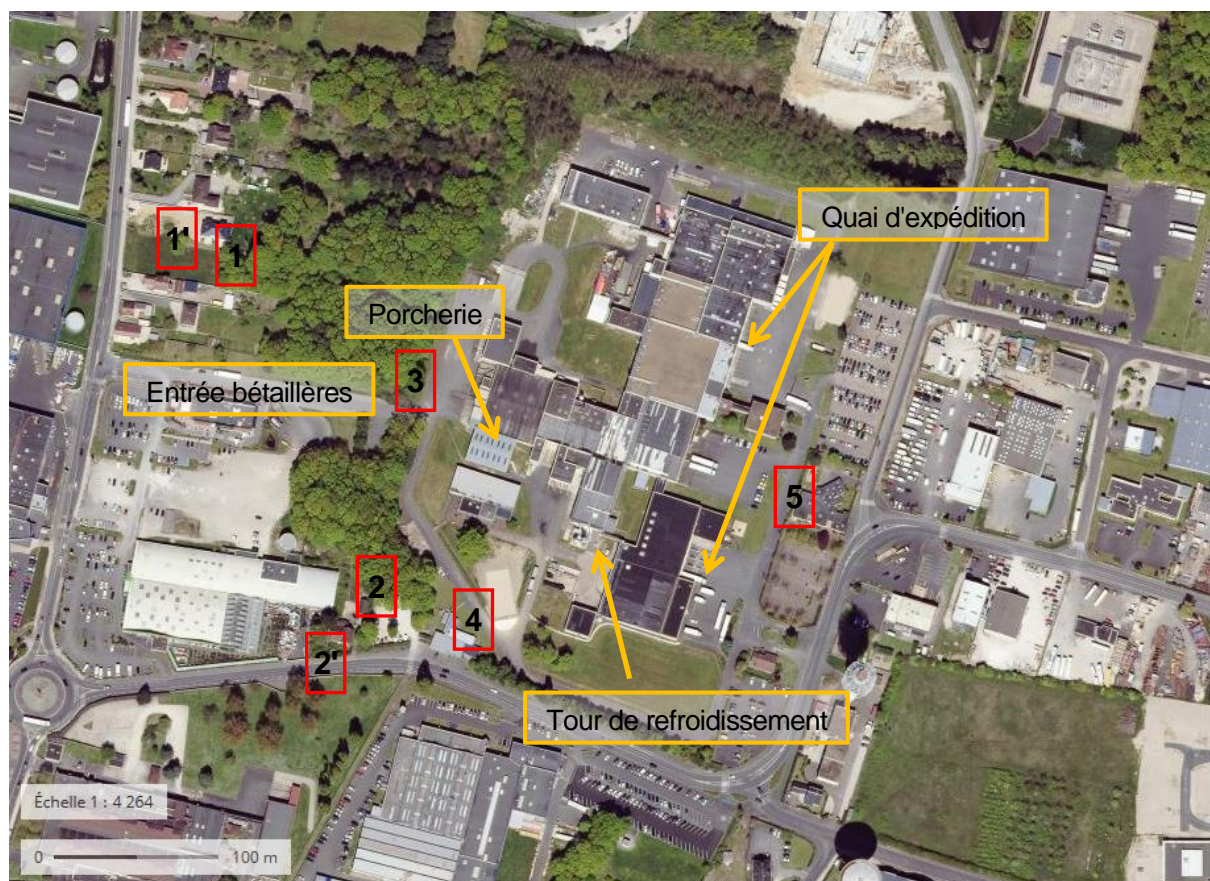 Quai d'expédition
1'
1
Porcherie
3
Entrée bétaillères
5
2
4
2'
Tour de refroidissement
Échelle 1 : 4 264
0 100 m